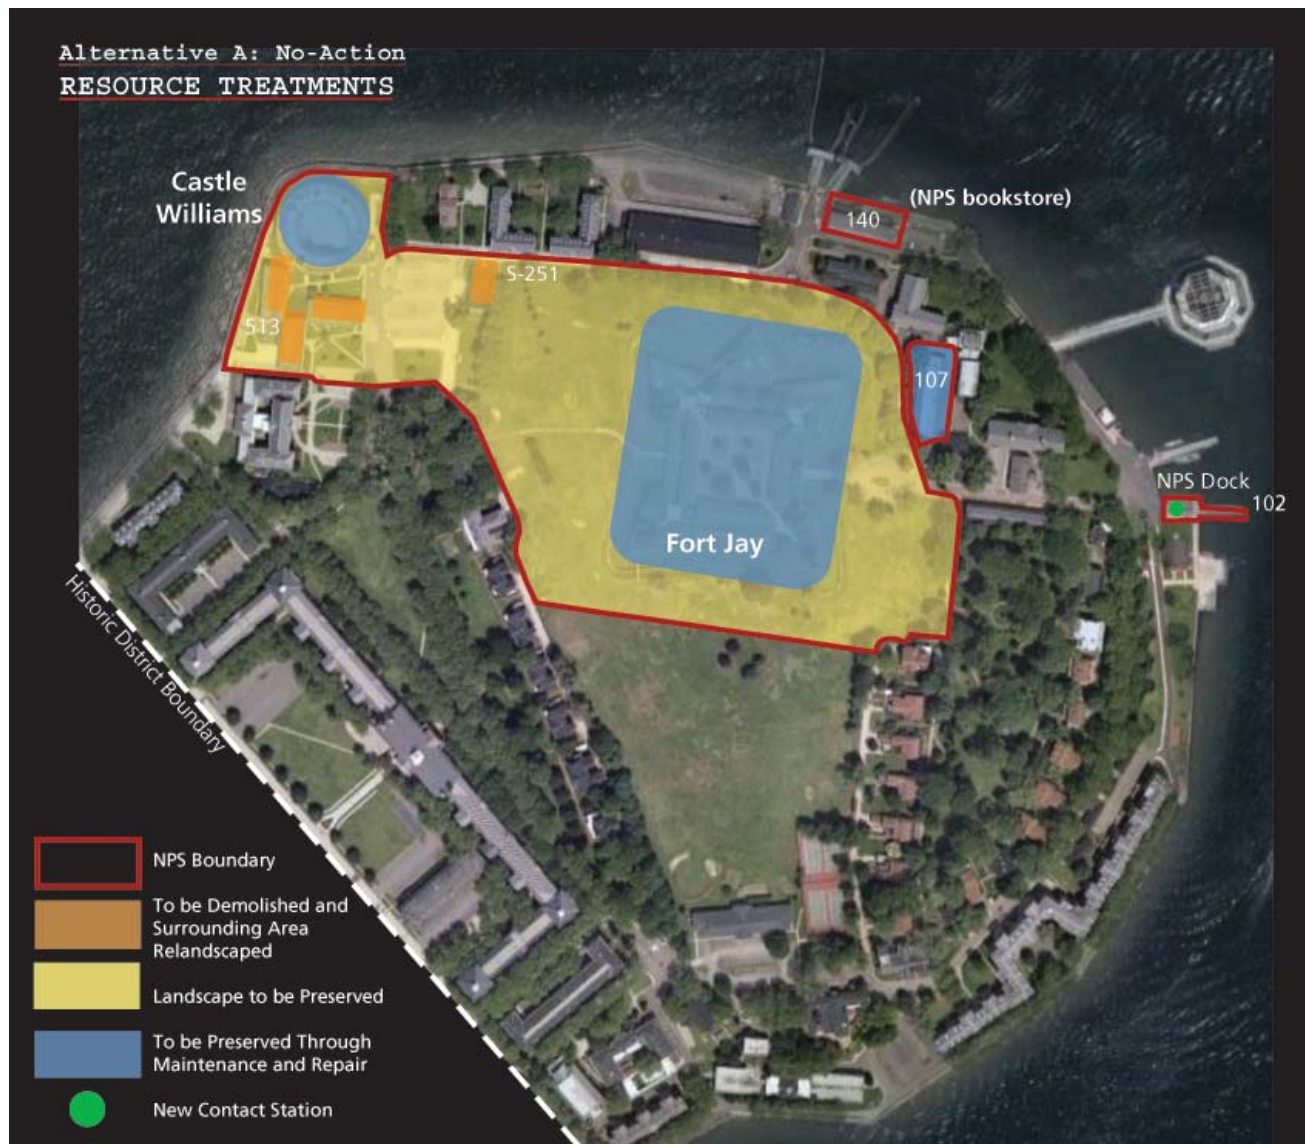 Alternative A: No-Action
RESOURCE TREATMENTS
Castle
Williams
(NPS bookstore)
140
S-251
513
107
NPS Dock
102
Fort Jay
Historic District Boundary
NPS Boundary
To be Demolished and
Surrounding Area
Relandscaped
Landscape to be Preserved
To be Preserved Through
Maintenance and Repair
New Contact Station